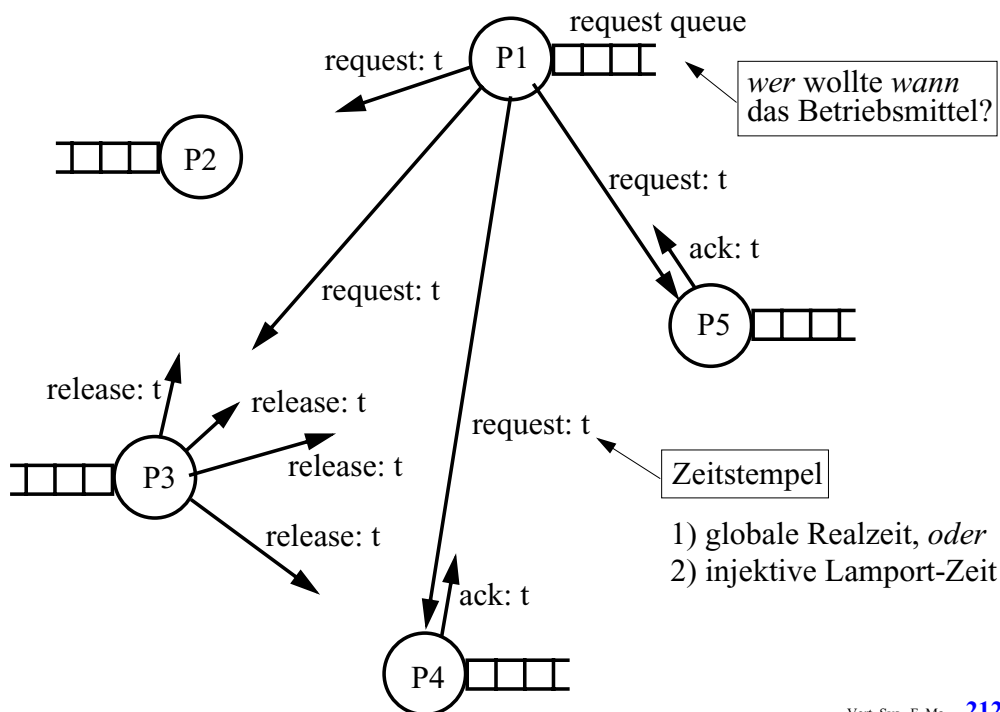 request queue
request: t
P1
wer wollte wann
das Betriebsmittel?
P2
request: t
ack: t
request: t
P5
release: t
release: t
request: t
release: t
P3
Zeitstempel
release: t
1) globale Realzeit, oder
2) injektive Lamport-Zeit
ack: t
P4
212